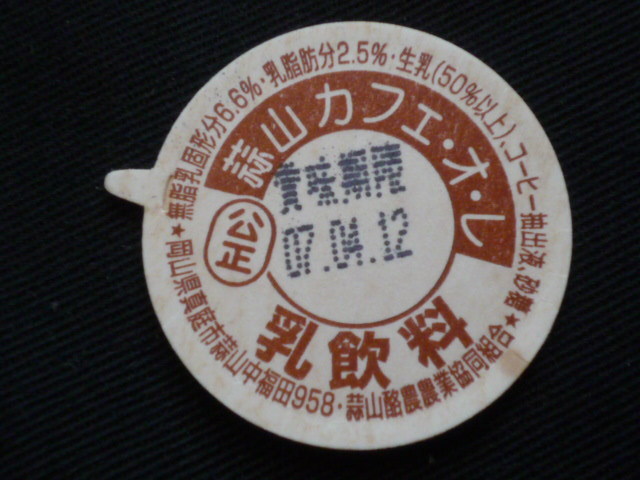 ★無脂乳固形分6.6%・乳脂肪分2.5%・生乳(50%以上)、コーヒー抽出液、砂糖★
蒜山カフェ・オ・レ
賞味期限
07.04.12
公正
乳飲料
岡山県真庭市蒜山中福田958・蒜山酪農農業協同組合